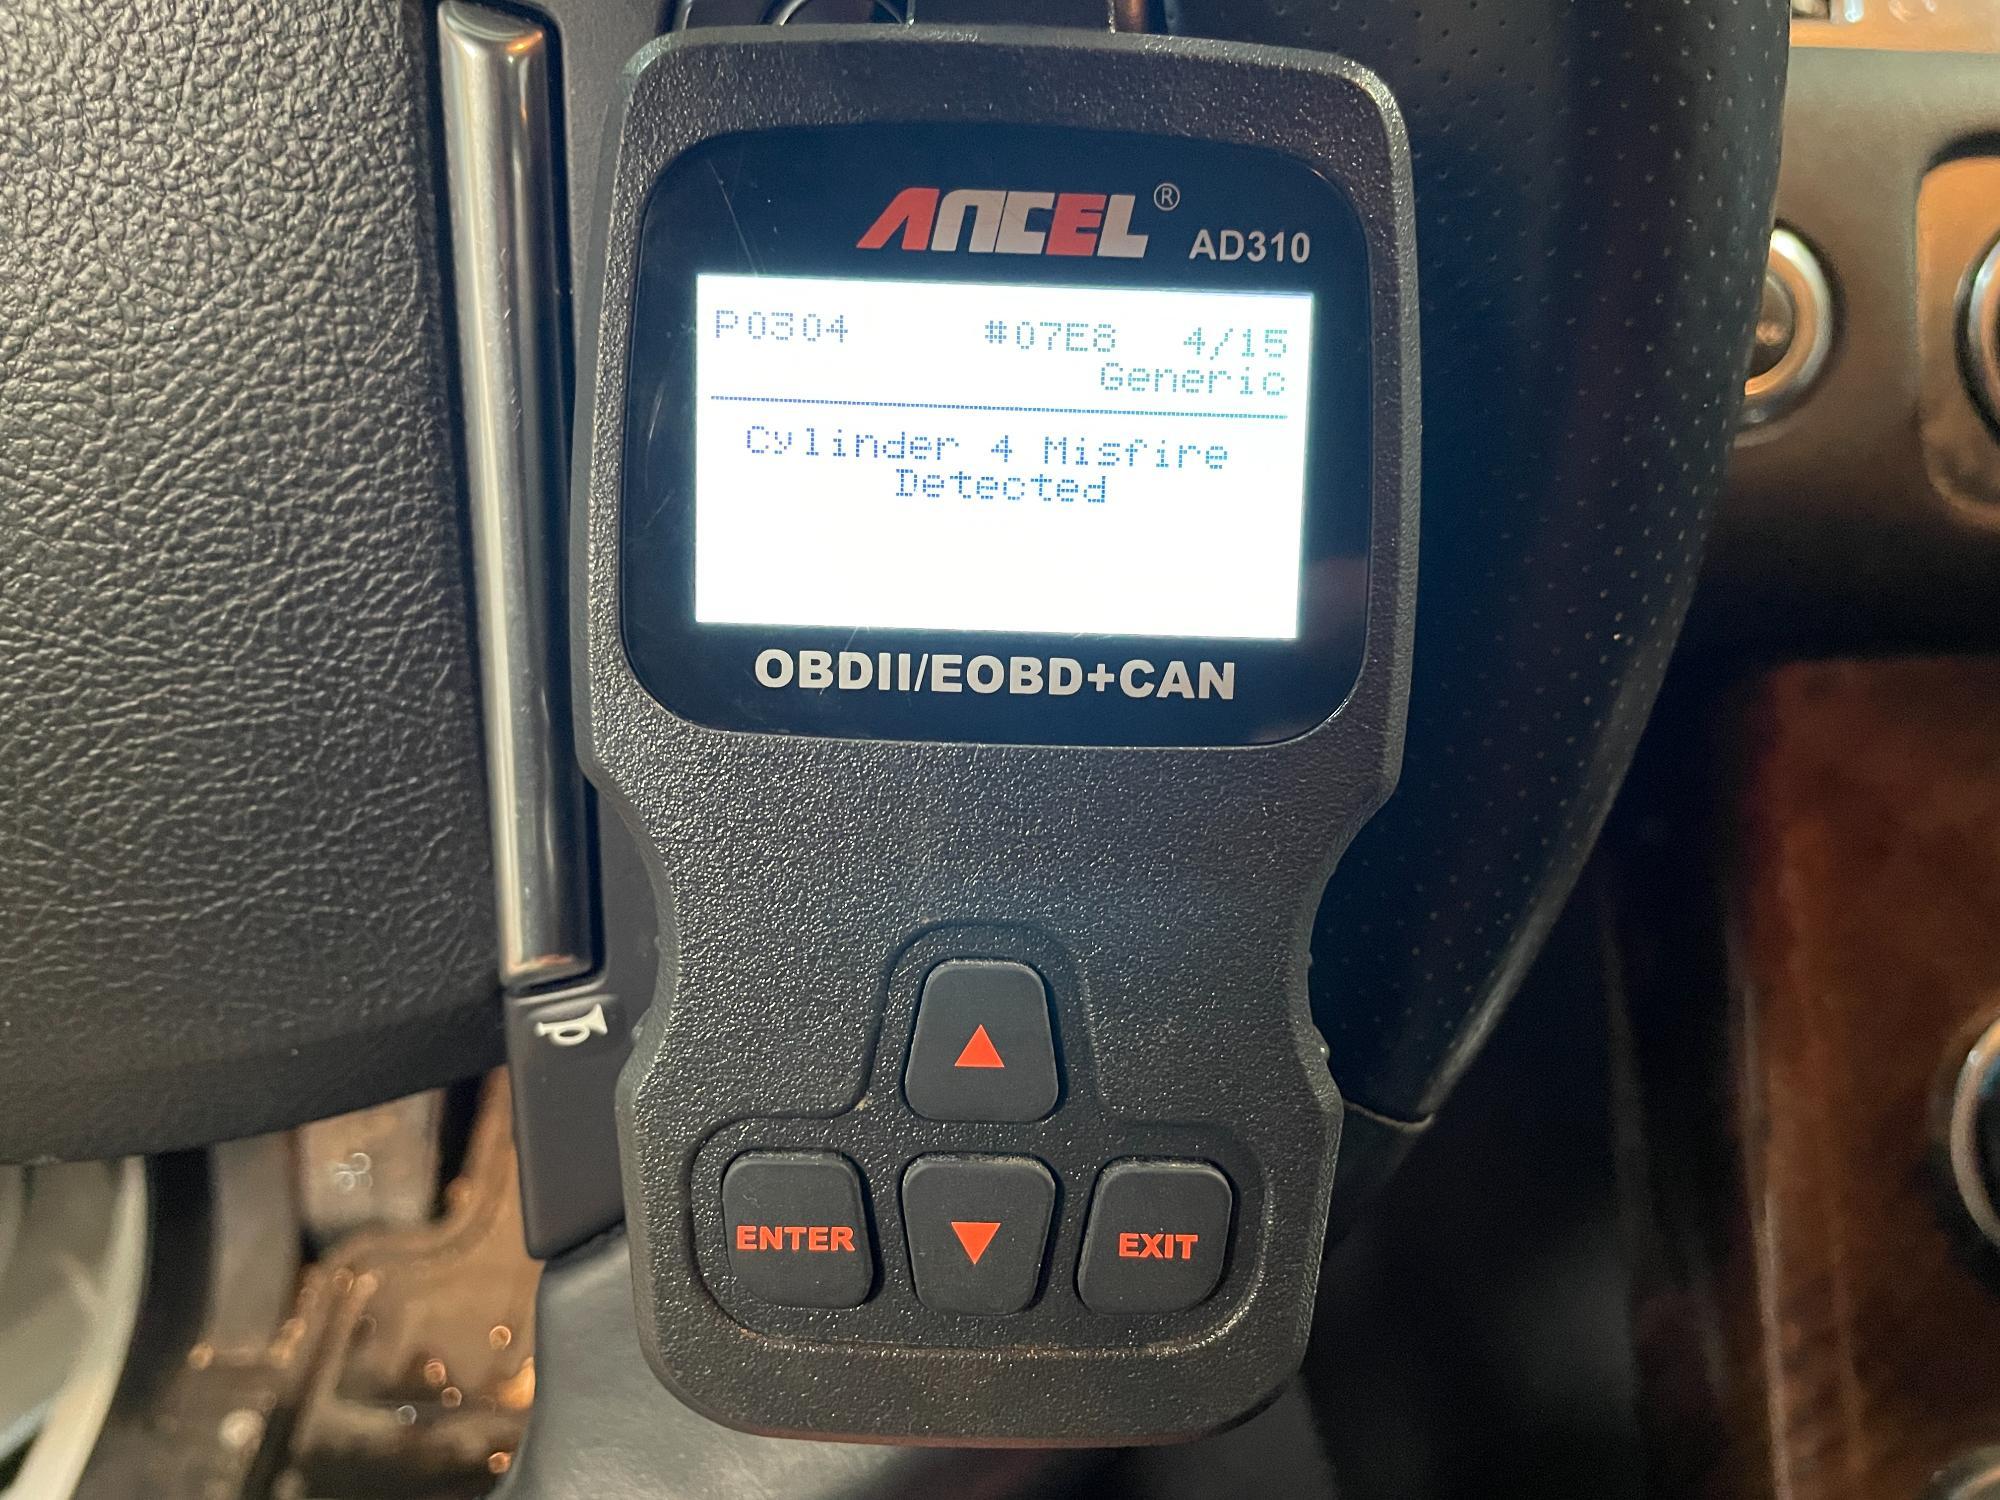 ANCEL® AD310
P0304 #07E8 4/15
Generic
Cylinder 4 Misfire
Detected
OBDII/EOBD+CAN
ENTER
EXIT